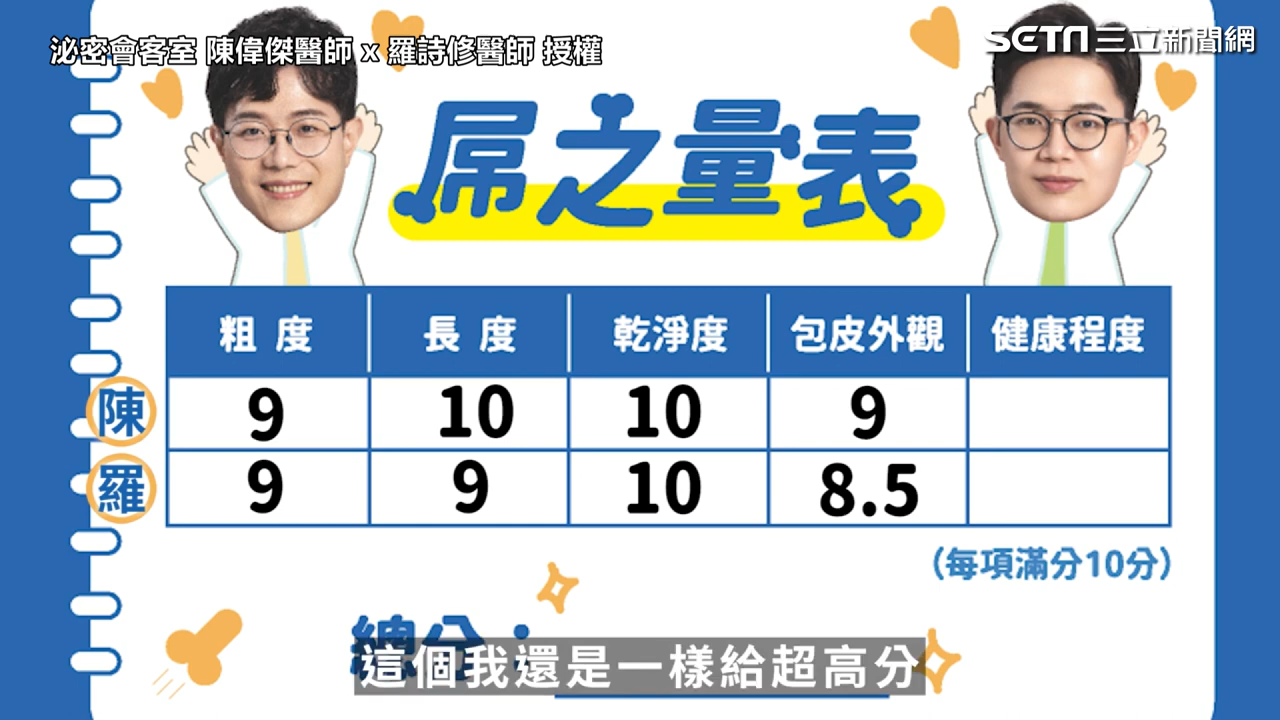 泌密會客室 陳偉傑醫師 x 羅詩修醫師 授權
SETN三立新聞網
屌之量表
粗度 長度 乾淨度 包皮外觀 健康程度
陳 9 10 10 9
羅 9 9 10 8.5
(每項滿分10分)
總分：
這個我還是一樣給超高分